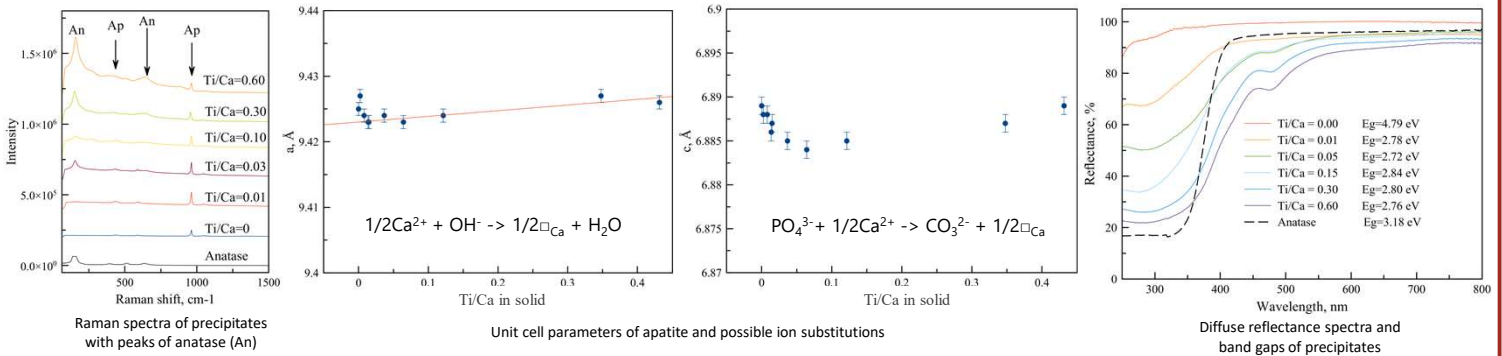 An
Ap
An
Ap
1.5×10⁶
1.0×10⁶
5.0×10⁵
0.0×10⁰
Intensity
Ti/Ca=0.60
Ti/Ca=0.30
Ti/Ca=0.10
Ti/Ca=0.03
Ti/Ca=0.01
Ti/Ca=0
Anatase
0 500 1000 1500
Raman shift, cm-1
Raman spectra of precipitates
with peaks of anatase (An)
9.44
9.43
9.42
9.41
9.4
a, Å
1/2Ca²⁺ + OH⁻ -> 1/2□Ca + H₂O
0 0.1 0.2 0.3 0.4
Ti/Ca in solid
6.9
6.895
6.89
6.885
6.88
6.875
6.87
c, Å
PO₄³⁻+ 1/2Ca²⁺ -> CO₃²⁻ + 1/2□Ca
0 0.1 0.2 0.3 0.4
Ti/Ca in solid
Unit cell parameters of apatite and possible ion substitutions
100
80
60
40
20
0
Reflectance, %
Ti/Ca = 0.00 Eg=4.79 eV
Ti/Ca = 0.01 Eg=2.78 eV
Ti/Ca = 0.05 Eg=2.72 eV
Ti/Ca = 0.15 Eg=2.84 eV
Ti/Ca = 0.30 Eg=2.80 eV
Ti/Ca = 0.60 Eg=2.76 eV
Anatase Eg=3.18 eV
300 400 500 600 700 800
Wavelength, nm
Diffuse reflectance spectra and
band gaps of precipitates